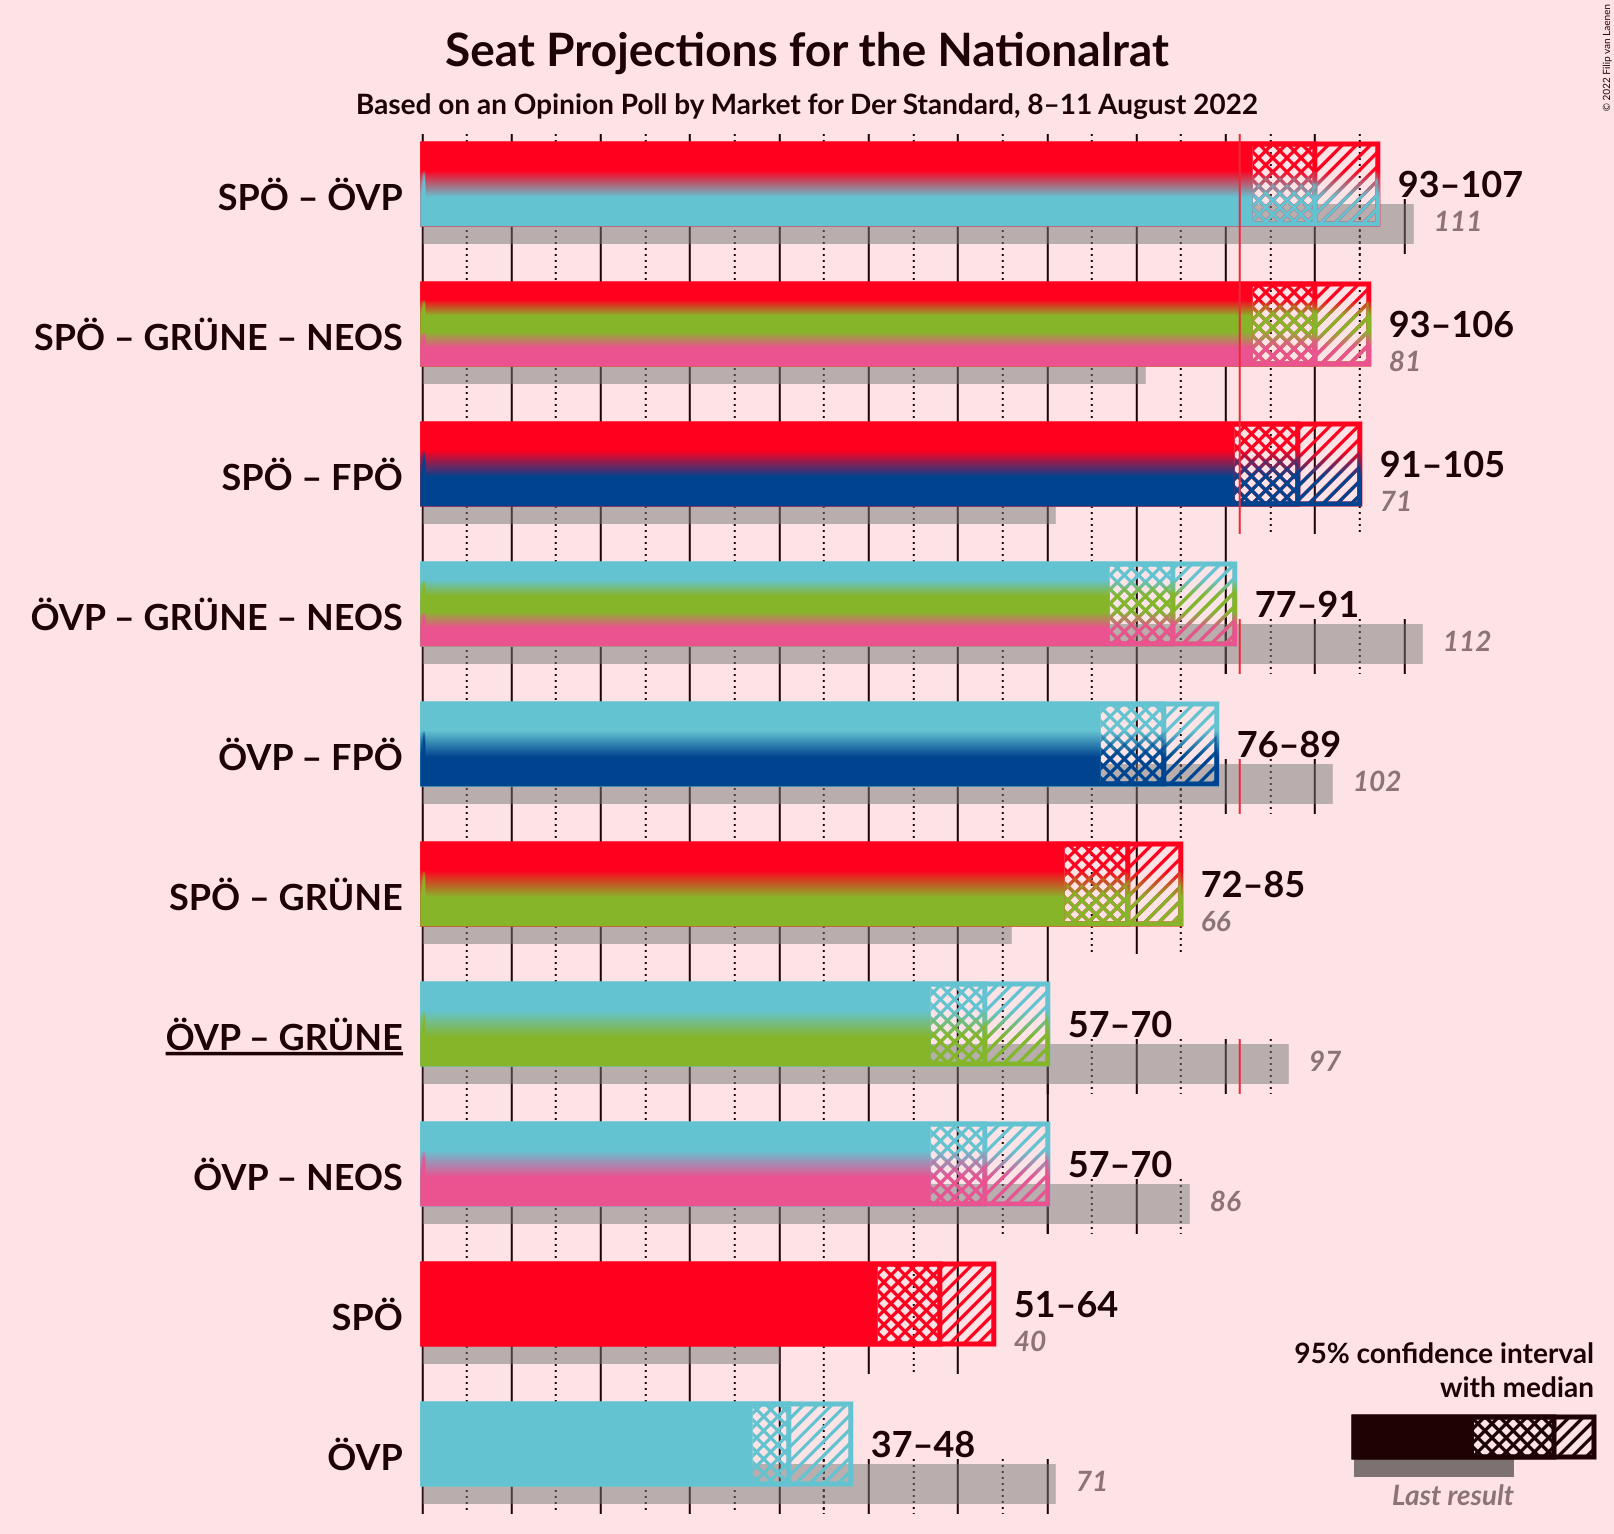 Seat Projections for the Nationalrat
Based on an Opinion Poll by Market for Der Standard, 8–11 August 2022
© 2022 Filip van Laenen
SPÖ – ÖVP
93–107
111
SPÖ – GRÜNE – NEOS
93–106
81
SPÖ – FPÖ
91–105
71
ÖVP – GRÜNE – NEOS
77–91
112
ÖVP – FPÖ
76–89
102
SPÖ – GRÜNE
72–85
66
ÖVP – GRÜNE
57–70
97
ÖVP – NEOS
57–70
86
SPÖ
51–64
40
ÖVP
37–48
71
95% confidence interval
with median
Last result